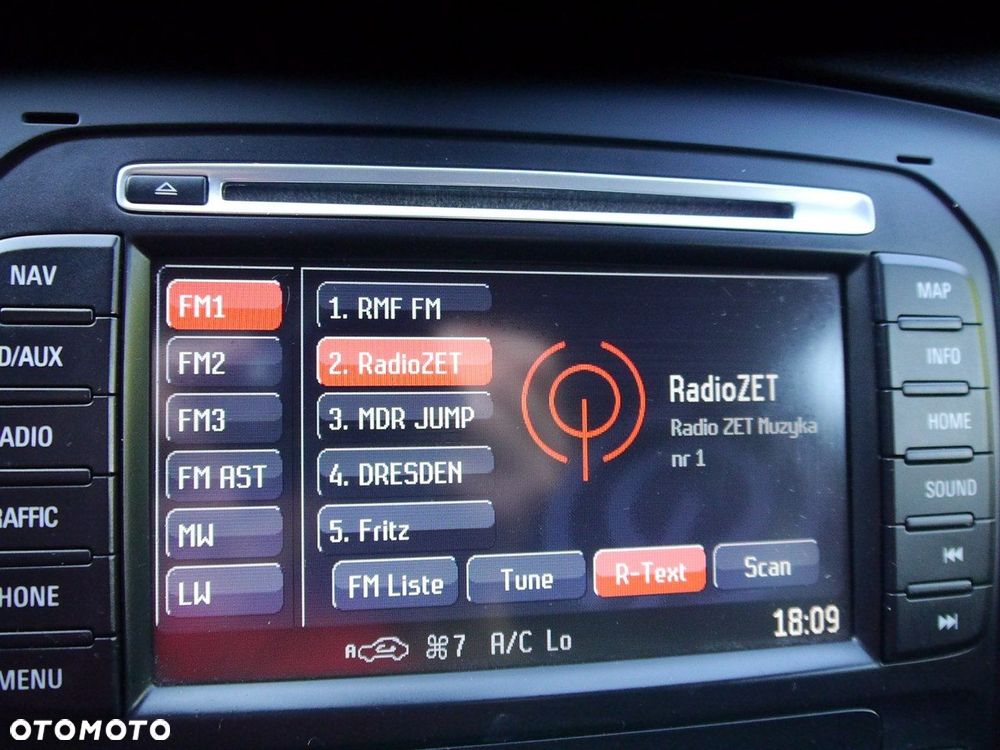 NAV
D/AUX
ADIO
RAFFIC
HONE
MENU
FM1
FM2
FM3
FM AST
MW
LW
1. RMF FM
2. RadioZET
3. MDR JUMP
4. DRESDEN
5. Fritz
RadioZET
Radio ZET Muzyka
nr 1
FM Liste
Tune
R-Text
Scan
A
7
A/C Lo
18:09
MAP
INFO
HOME
SOUND
OTOMOTO